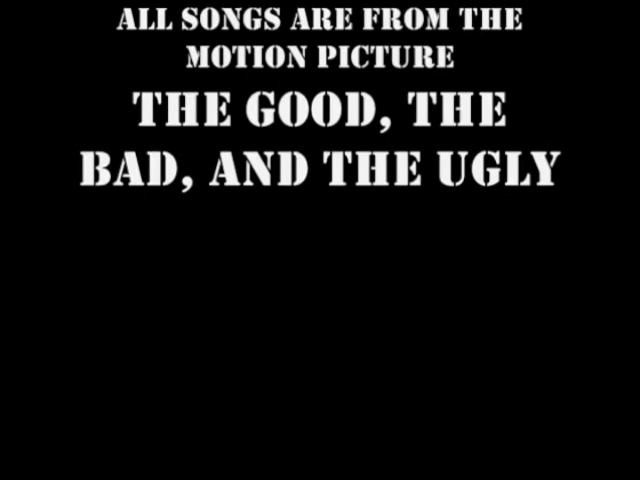 ALL SONGS ARE FROM THE
MOTION PICTURE
THE GOOD, THE
BAD, AND THE UGLY